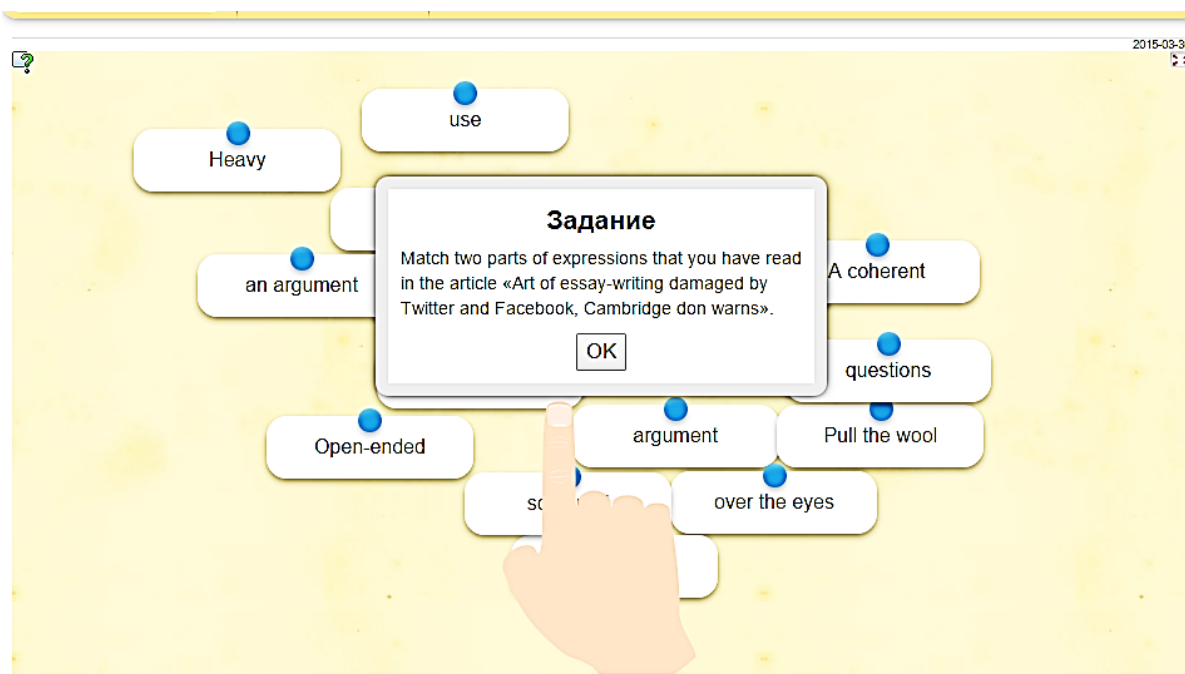 2015-03-3
use
Heavy
Задание
Match two parts of expressions that you have read
in the article «Art of essay-writing damaged by
Twitter and Facebook, Cambridge don warns».
OK
A coherent
an argument
questions
argument
Pull the wool
Open-ended
over the eyes